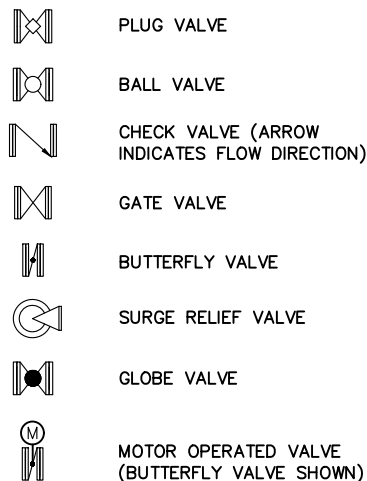 PLUG VALVE
BALL VALVE
CHECK VALVE (ARROW
INDICATES FLOW DIRECTION)
GATE VALVE
BUTTERFLY VALVE
SURGE RELIEF VALVE
GLOBE VALVE
M
MOTOR OPERATED VALVE
(BUTTERFLY VALVE SHOWN)